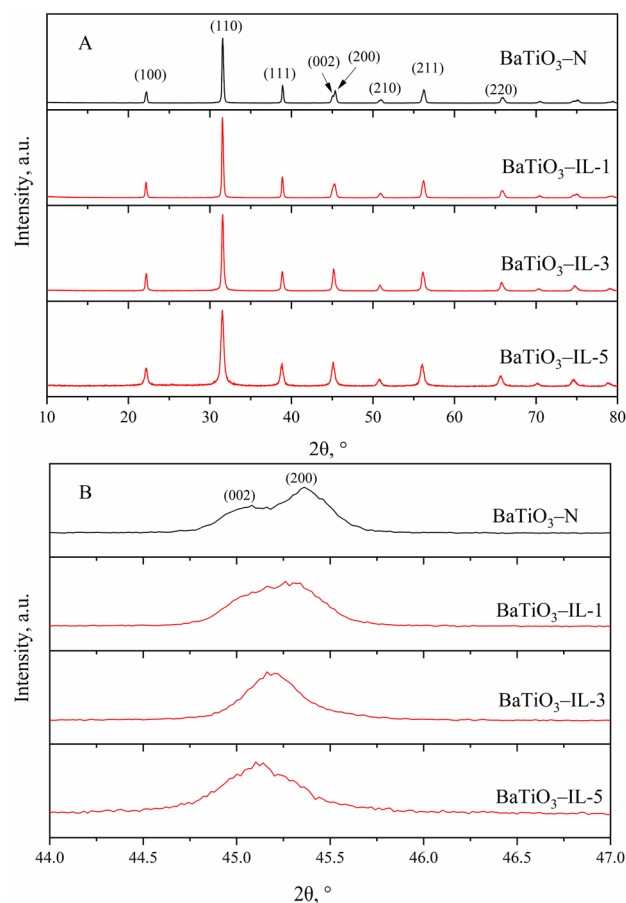 A
(100)
(110)
(111)
(002)
(200)
(210)
(211)
(220)
BaTiO₃–N
BaTiO₃–IL-1
BaTiO₃–IL-3
BaTiO₃–IL-5
Intensity, a.u.
10 20 30 40 50 60 70 80
2θ, °
B
(002)
(200)
BaTiO₃–N
BaTiO₃–IL-1
BaTiO₃–IL-3
BaTiO₃–IL-5
Intensity, a.u.
44.0 44.5 45.0 45.5 46.0 46.5 47.0
2θ, °